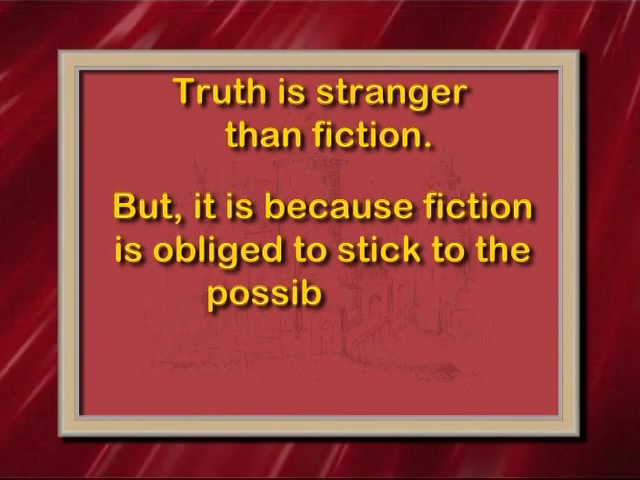 Truth is stranger
than fiction.
But, it is because fiction
is obliged to stick to the
possib